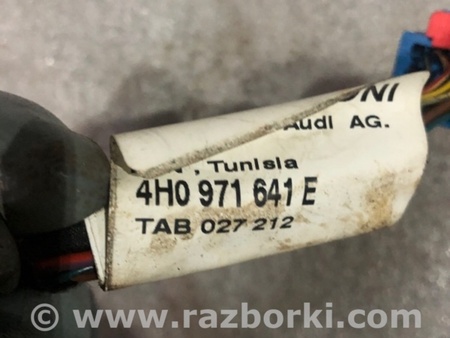 Audi AG.
, Tunisia
4H0 971 641 E
TAB 027 212
© www.razborki.com